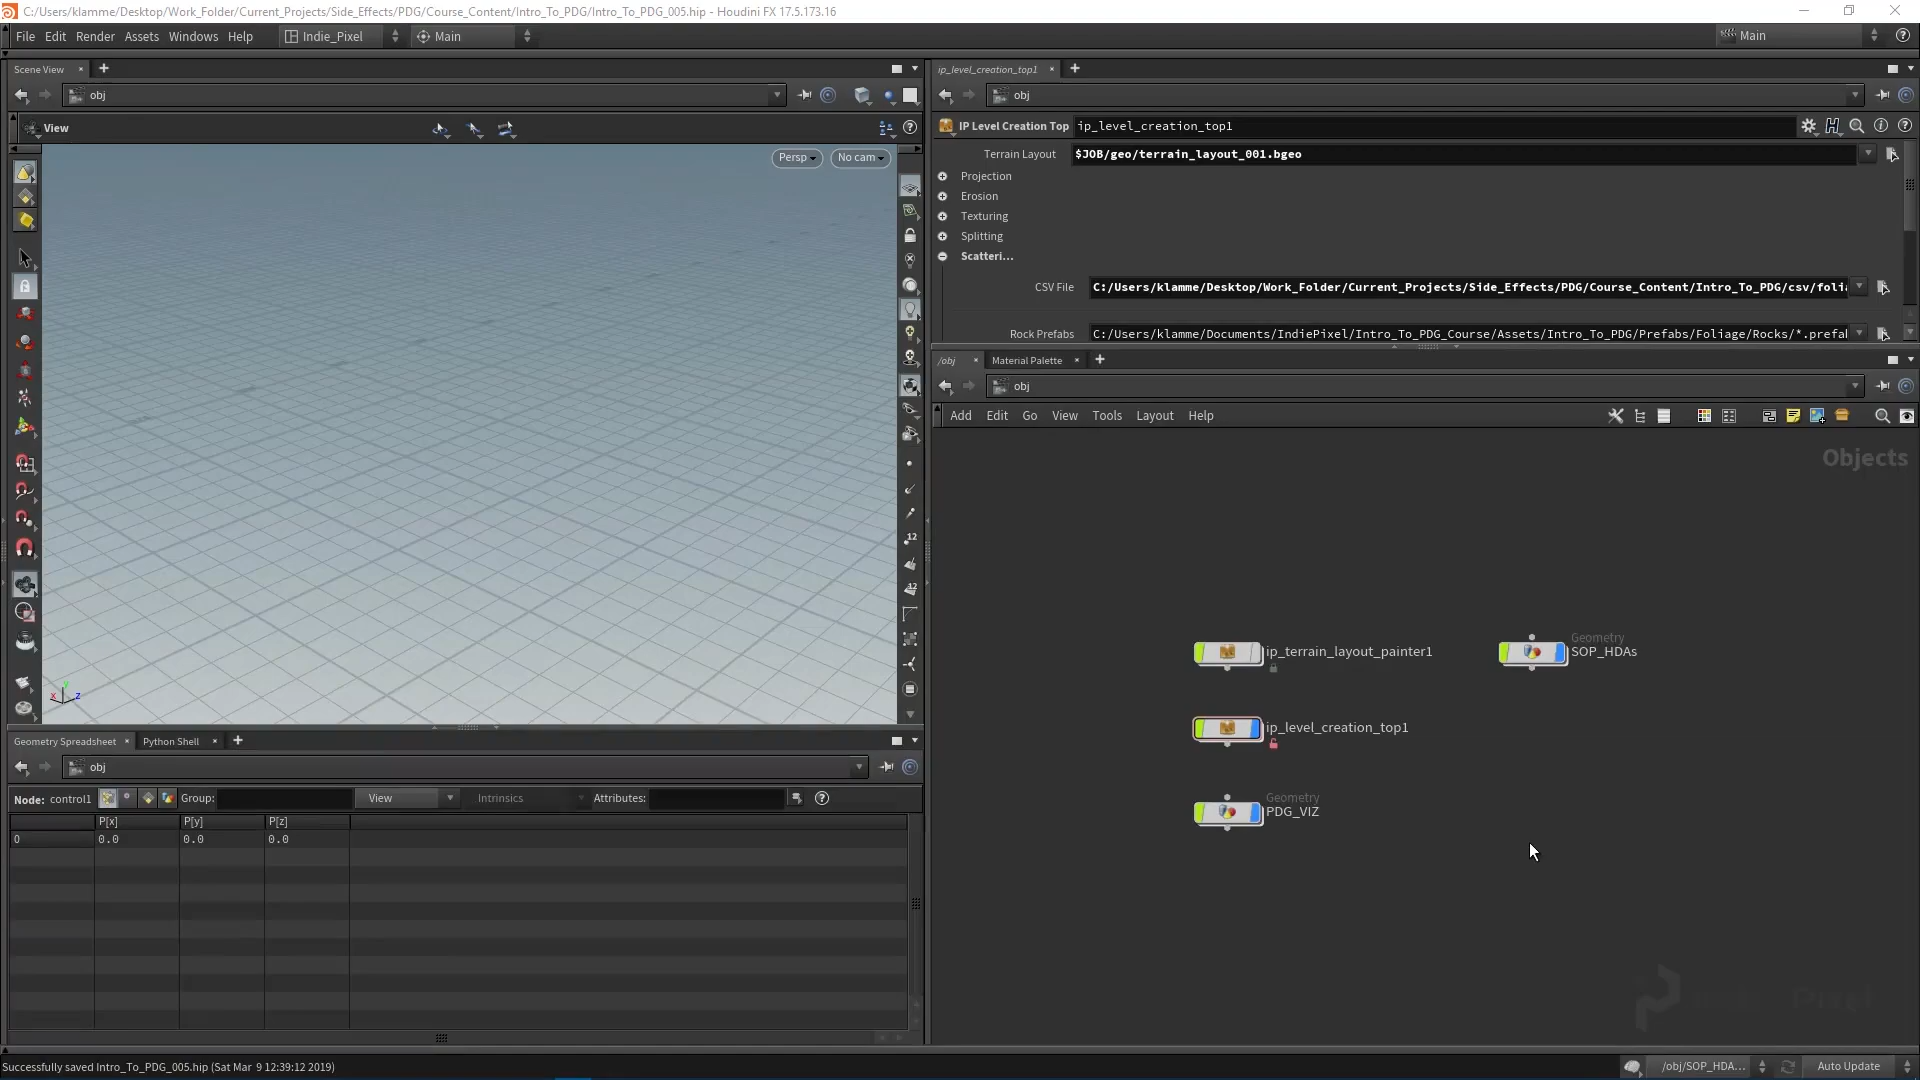 C:/Users/klamme/Desktop/Work_Folder/Current_Projects/Side_Effects/PDG/Course_Content/Intro_To_PDG/Intro_To_PDG_005.hip - Houdini FX 17.5.173.16
File Edit Render Assets Windows Help Indie_Pixel Main Main
Scene View
obj
View
Persp No cam
12
12
x y z
Geometry Spreadsheet Python Shell
obj
Node: control1 Group: View Intrinsics Attributes:
P[x] P[y] P[z]
0 0.0 0.0 0.0
ip_level_creation_top1
obj
IP Level Creation Top ip_level_creation_top1
Terrain Layout $JOB/geo/terrain_layout_001.bgeo
Projection
Erosion
Texturing
Splitting
Scatteri...
CSV File C:/Users/klamme/Desktop/Work_Folder/Current_Projects/Side_Effects/PDG/Course_Content/Intro_To_PDG/csv/foli
Rock Prefabs C:/Users/klamme/Documents/IndiePixel/Intro_To_PDG_Course/Assets/Intro_To_PDG/Prefabs/Foliage/Rocks/*.prefa
/obj Material Palette
obj
Add Edit Go View Tools Layout Help
Objects
ip_terrain_layout_painter1
Geometry
SOP_HDAs
ip_level_creation_top1
Geometry
PDG_VIZ
Successfully saved Intro_To_PDG_005.hip (Sat Mar 9 12:39:12 2019)
/obj/SOP_HDA... Auto Update